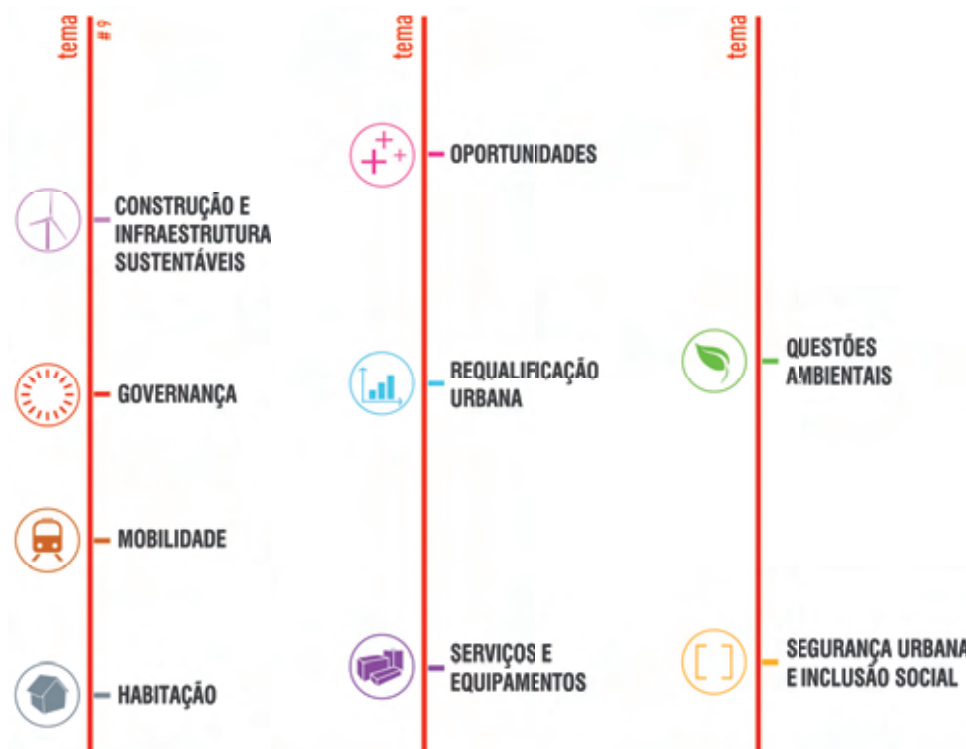 tema
# 9
CONSTRUÇÃO E
INFRAESTRUTURA
SUSTENTÁVEIS
GOVERNANÇA
MOBILIDADE
HABITAÇÃO
tema
OPORTUNIDADES
REQUALIFICAÇÃO
URBANA
SERVIÇOS E
EQUIPAMENTOS
tema
QUESTÕES
AMBIENTAIS
SEGURANÇA URBANA
E INCLUSÃO SOCIAL